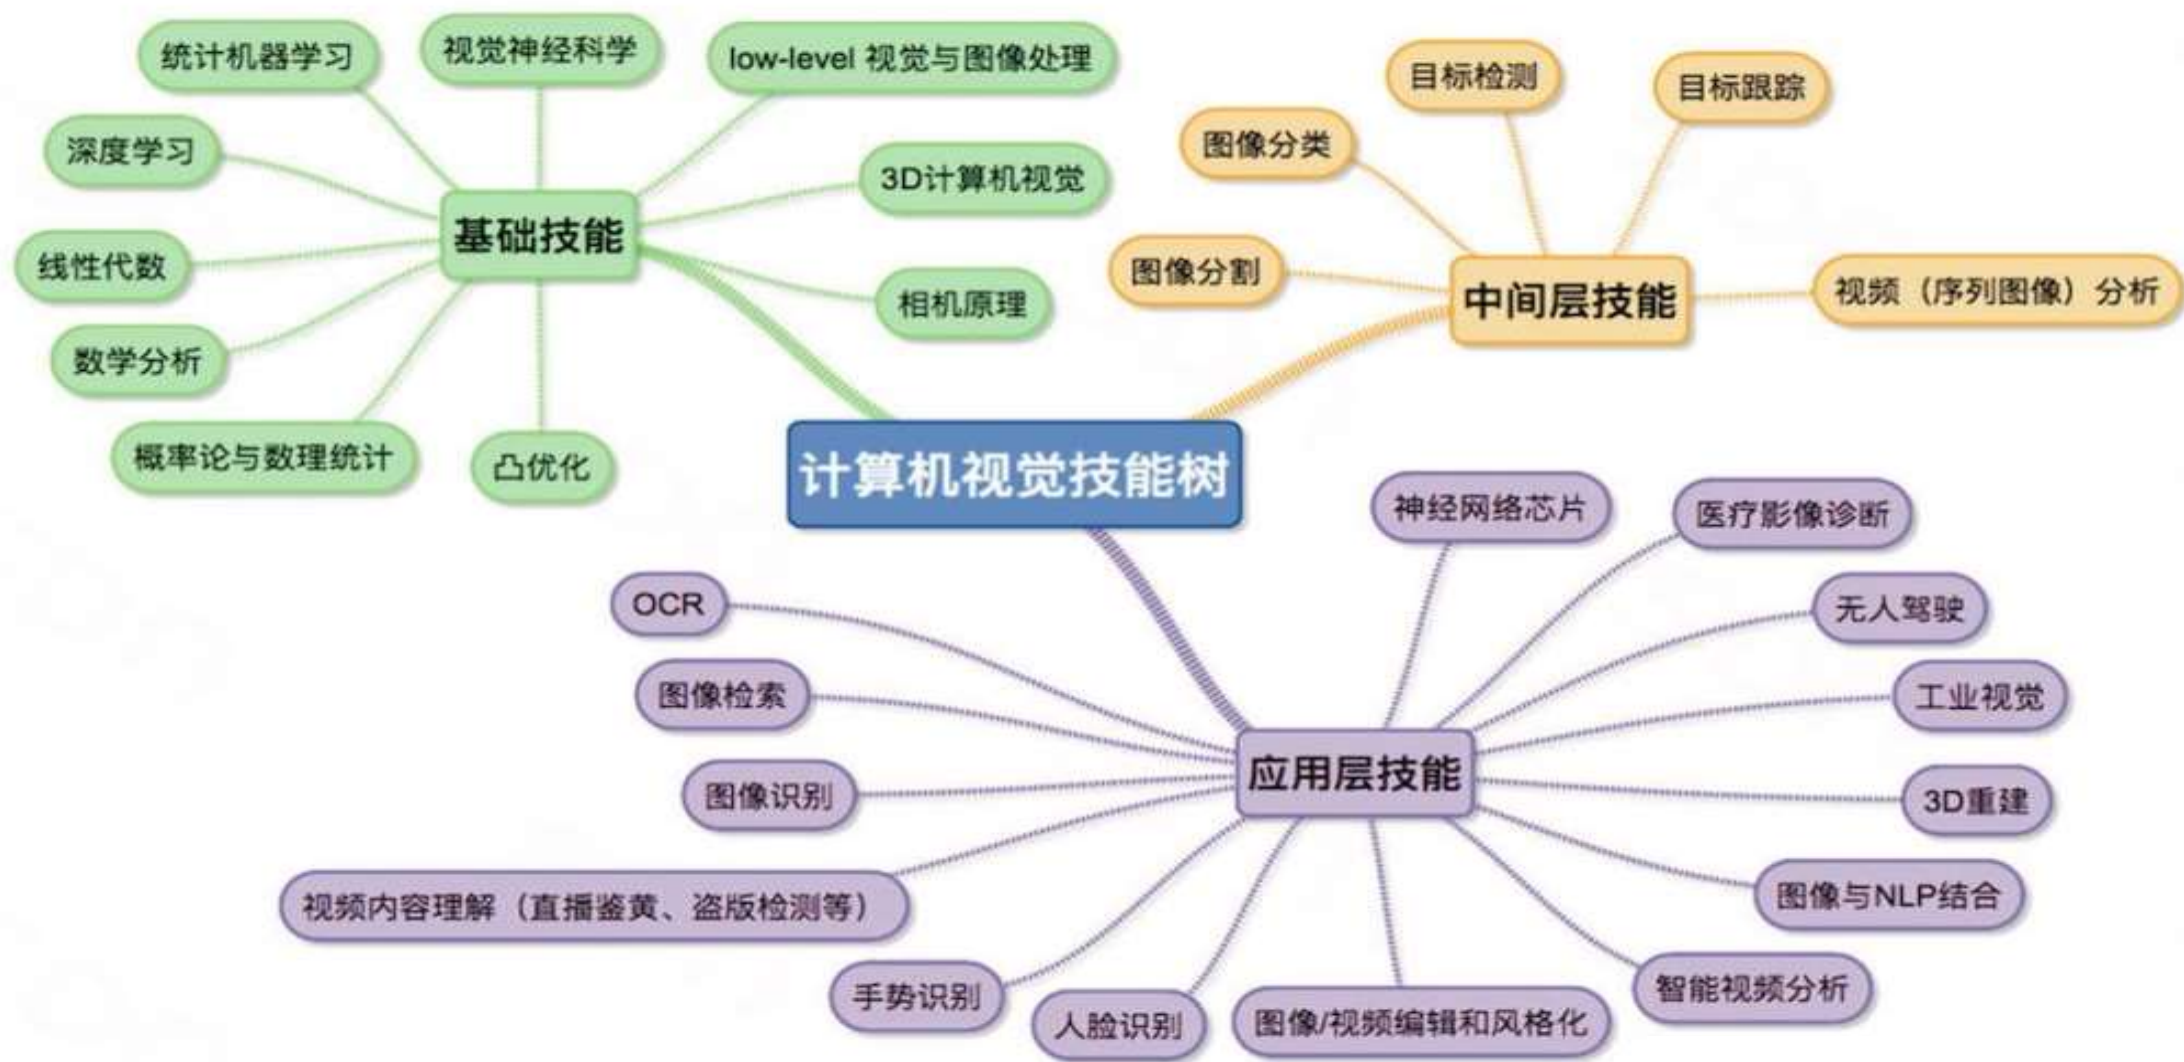 统计机器学习
视觉神经科学
low-level 视觉与图像处理
深度学习
3D计算机视觉
基础技能
线性代数
相机原理
数学分析
概率论与数理统计
凸优化
目标检测
目标跟踪
图像分类
图像分割
中间层技能
视频（序列图像）分析
计算机视觉技能树
神经网络芯片
医疗影像诊断
OCR
无人驾驶
图像检索
工业视觉
应用层技能
图像识别
3D重建
视频内容理解（直播鉴黄、盗版检测等）
图像与NLP结合
手势识别
智能视频分析
人脸识别
图像/视频编辑和风格化